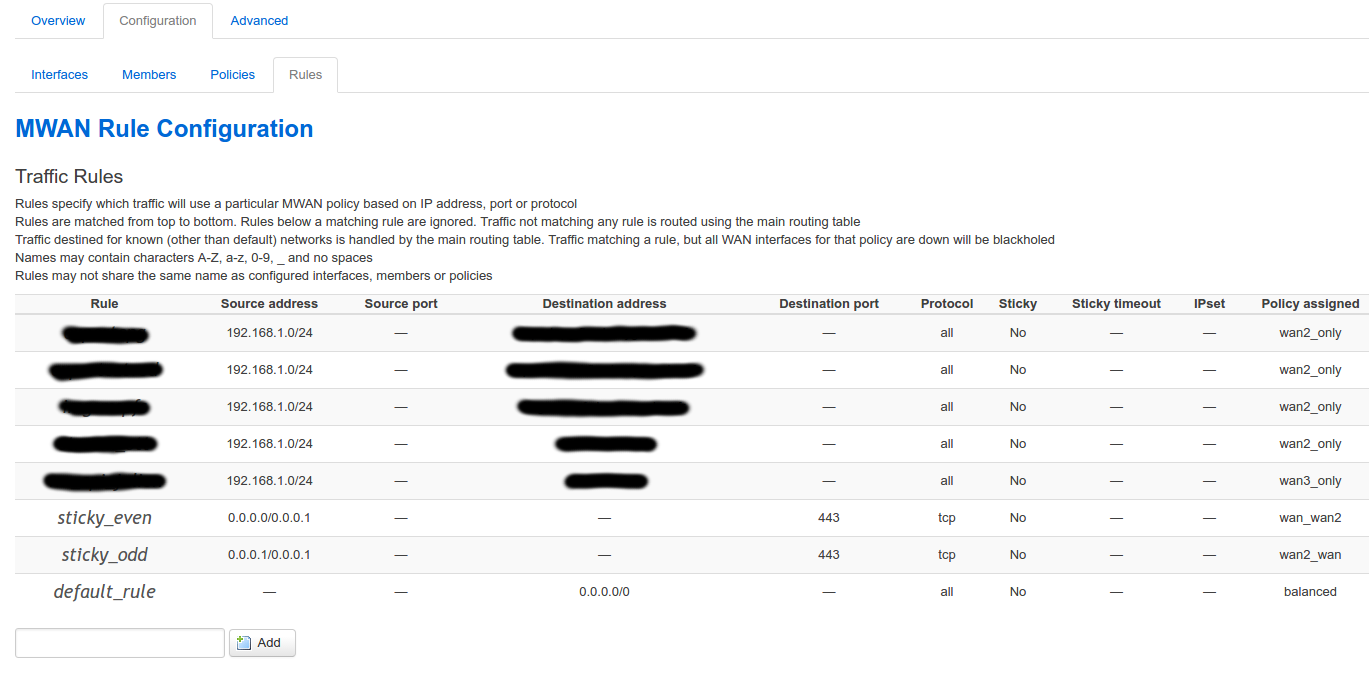 Overview Configuration Advanced
Interfaces Members Policies Rules
MWAN Rule Configuration
Traffic Rules
Rules specify which traffic will use a particular MWAN policy based on IP address, port or protocol
Rules are matched from top to bottom. Rules below a matching rule are ignored. Traffic not matching any rule is routed using the main routing table
Traffic destined for known (other than default) networks is handled by the main routing table. Traffic matching a rule, but all WAN interfaces for that policy are down will be blackholed
Names may contain characters A-Z, a-z, 0-9, _ and no spaces
Rules may not share the same name as configured interfaces, members or policies
Rule Source address Source port Destination address Destination port Protocol Sticky Sticky timeout IPset Policy assigned
192.168.1.0/24 — — all No — — wan2_only
192.168.1.0/24 — — all No — — wan2_only
192.168.1.0/24 — — all No — — wan2_only
192.168.1.0/24 — — all No — — wan2_only
192.168.1.0/24 — — all No — — wan3_only
sticky_even 0.0.0.0/0.0.0.1 — — 443 tcp No — — wan_wan2
sticky_odd 0.0.0.1/0.0.0.1 — — 443 tcp No — — wan2_wan
default_rule — — 0.0.0.0/0 — all No — — balanced
Add